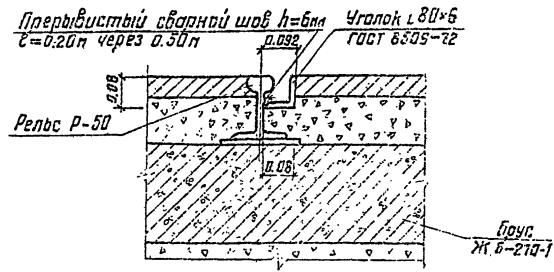 Прерывистый сварной шов h=6мм
ℓ=0.20м через 0.50м
Уголок L 80×6
ГОСТ 8509-72
0.092
0.08
Рельс Р-50
0.08
Брус
ЖБ-210-1